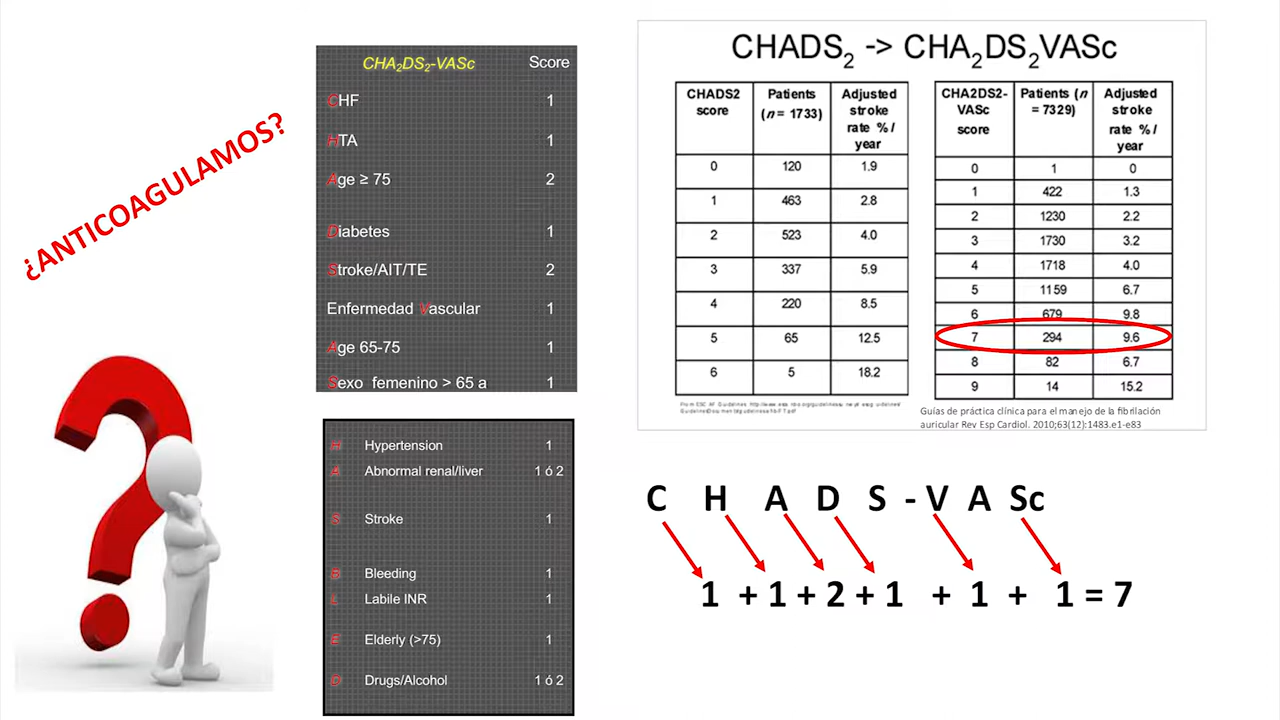 ¿ANTICOAGULAMOS?
CHA2DS2-VASc Score
CHF 1
HTA 1
Age ≥ 75 2
Diabetes 1
Stroke/AIT/TE 2
Enfermedad Vascular 1
Age 65-75 1
Sexo femenino > 65 a 1
H Hypertension 1
A Abnormal renal/liver 1 ó 2
S Stroke 1
B Bleeding 1
L Labile INR 1
E Elderly (>75) 1
D Drugs/Alcohol 1 ó 2
CHADS2 -> CHA2DS2VASc
CHADS2 Patients Adjusted
score (n = 1733) stroke
rate % /
year
0 120 1.9
1 463 2.8
2 523 4.0
3 337 5.9
4 220 8.5
5 65 12.5
6 5 18.2
CHA2DS2- Patients (n Adjusted
VASc = 7329) stroke
score rate % /
year
0 1 0
1 422 1.3
2 1230 2.2
3 1730 3.2
4 1718 4.0
5 1159 6.7
6 679 9.8
7 294 9.6
8 82 6.7
9 14 15.2
From ESC AF Guidelines
Guías de práctica clínica para el manejo de la fibrilación
auricular Rev Esp Cardiol. 2010;63(12):1483.e1-e83
C H A D S - V A Sc
1 + 1 + 2 + 1 + 1 + 1 = 7